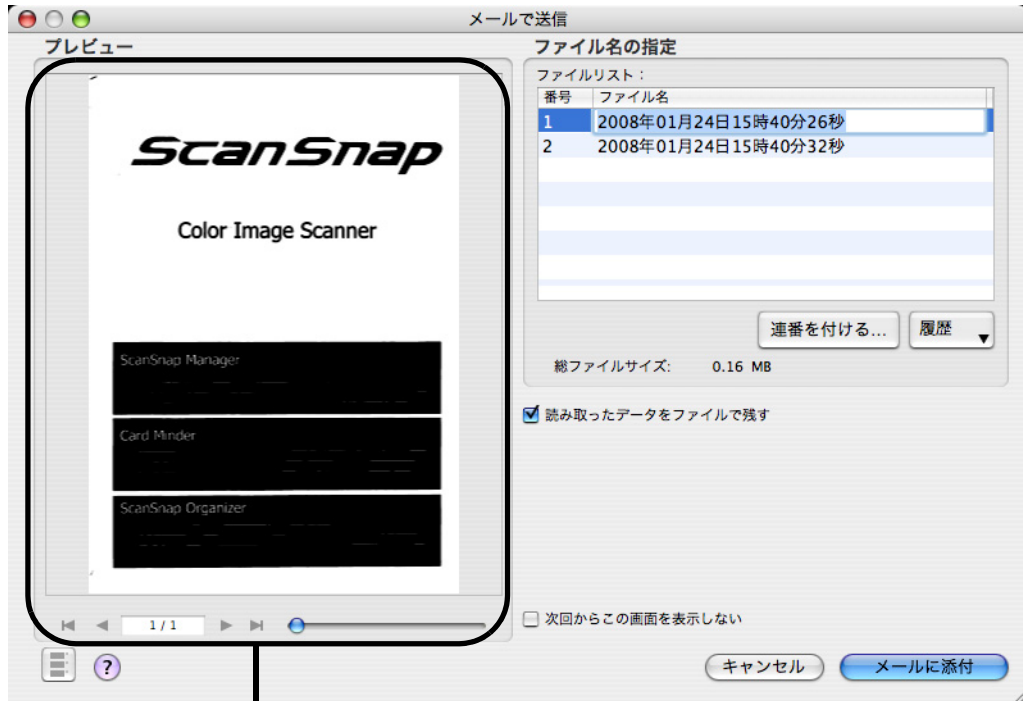 メールで送信
プレビュー
ScanSnap
Color Image Scanner
ScanSnap Manager
Card Minder
ScanSnap Organizer
1 / 1
?
ファイル名の指定
ファイルリスト：
番号 ファイル名
1 2008年01月24日15時40分26秒
2 2008年01月24日15時40分32秒
連番を付ける... 履歴
総ファイルサイズ: 0.16 MB
読み取ったデータをファイルで残す
次回からこの画面を表示しない
キャンセル メールに添付